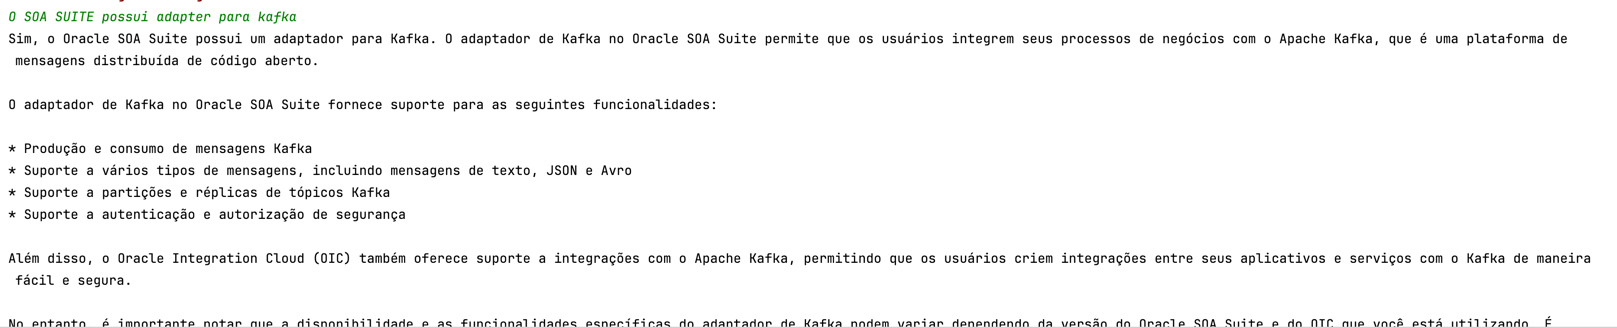 O SOA SUITE possui adapter para kafka
Sim, o Oracle SOA Suite possui um adaptador para Kafka. O adaptador de Kafka no Oracle SOA Suite permite que os usuários integrem seus processos de negócios com o Apache Kafka, que é uma plataforma de
mensagens distribuída de código aberto.
O adaptador de Kafka no Oracle SOA Suite fornece suporte para as seguintes funcionalidades:
* Produção e consumo de mensagens Kafka
* Suporte a vários tipos de mensagens, incluindo mensagens de texto, JSON e Avro
* Suporte a partições e réplicas de tópicos Kafka
* Suporte a autenticação e autorização de segurança
Além disso, o Oracle Integration Cloud (OIC) também oferece suporte a integrações com o Apache Kafka, permitindo que os usuários criem integrações entre seus aplicativos e serviços com o Kafka de maneira
fácil e segura.
No entanto, é importante notar que a disponibilidade e as funcionalidades específicas do adaptador de Kafka podem variar dependendo da versão do Oracle SOA Suite e do OIC que você está utilizando. É